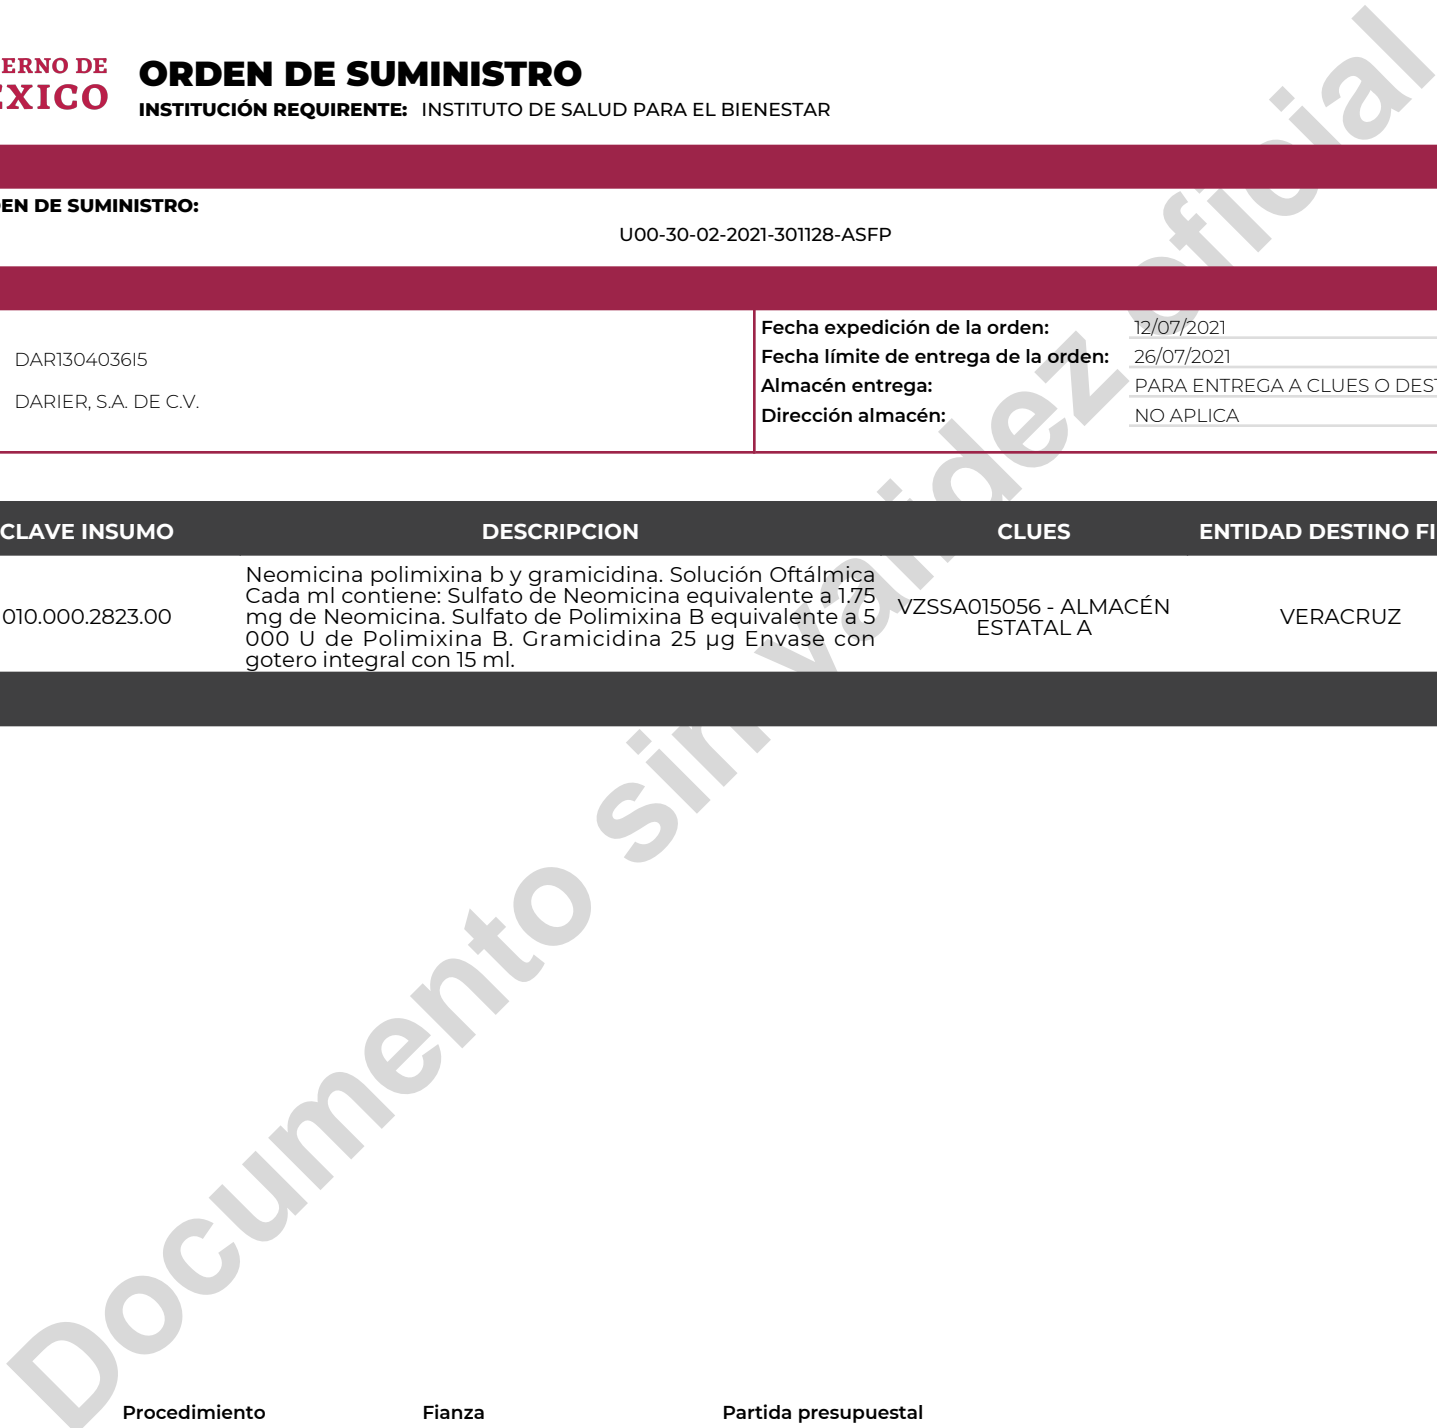 ERNO DE
ORDEN DE SUMINISTRO
EXICO
INSTITUCIÓN REQUIRENTE: INSTITUTO DE SALUD PARA EL BIENESTAR
EN DE SUMINISTRO:
U00-30-02-2021-301128-ASFP
DAR1304036I5
DARIER, S.A. DE C.V.
Fecha expedición de la orden: 12/07/2021
Fecha límite de entrega de la orden: 26/07/2021
Almacén entrega: PARA ENTREGA A CLUES O DEST
Dirección almacén: NO APLICA
CLAVE INSUMO DESCRIPCION CLUES ENTIDAD DESTINO FI
010.000.2823.00
Neomicina polimixina b y gramicidina. Solución Oftálmica
Cada ml contiene: Sulfato de Neomicina equivalente a 1.75
mg de Neomicina. Sulfato de Polimixina B equivalente a 5
000 U de Polimixina B. Gramicidina 25 µg Envase con
gotero integral con 15 ml.
VZSSA015056 - ALMACÉN
ESTATAL A
VERACRUZ
Documento sin validez oficial
Procedimiento Fianza Partida presupuestal